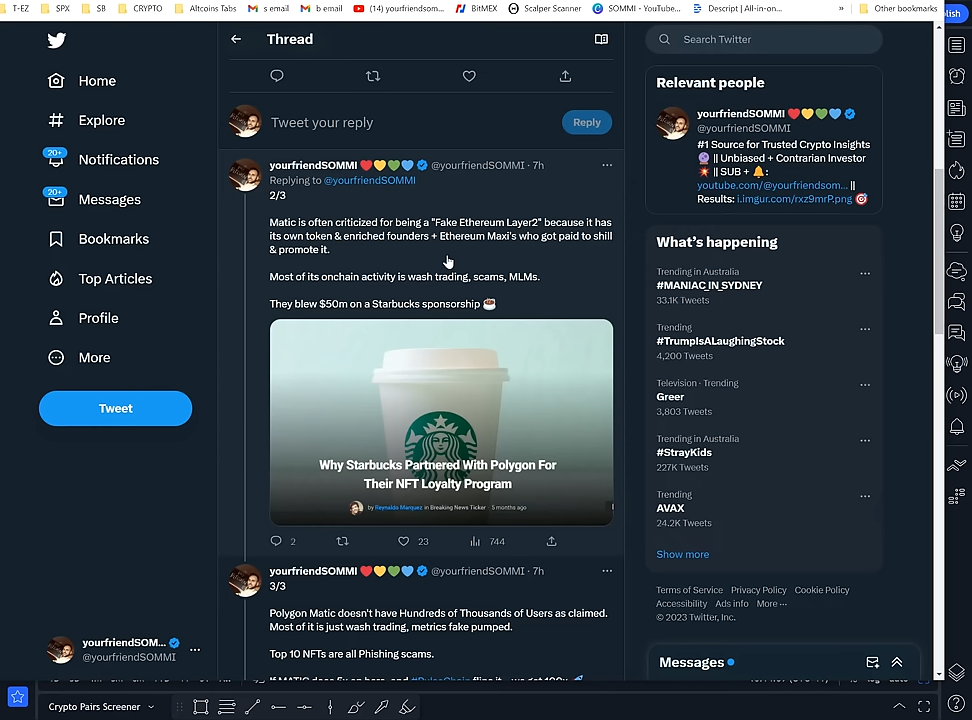 T-EZ SPX SB CRYPTO Altcoins Tabs s email b email (14) yourfriendsom... BitMEX Scalper Scanner SOMMI - YouTube... Descript | All-in-on... » Other bookmarks
Thread
Search Twitter
Home
Explore
20+
Notifications
20+
Messages
Bookmarks
Top Articles
Profile
More
Tweet
yourfriendSOMM...
@yourfriendSOMMI
Tweet your reply
Reply
yourfriendSOMMI ❤️💛💚💙 @yourfriendSOMMI · 7h
Replying to @yourfriendSOMMI
2/3
Matic is often criticized for being a "Fake Ethereum Layer2" because it has
its own token & enriched founders + Ethereum Maxi's who got paid to shill
& promote it.
Most of its onchain activity is wash trading, scams, MLMs.
They blew $50m on a Starbucks sponsorship ☕
Why Starbucks Partnered With Polygon For
Their NFT Loyalty Program
by Reynaldo Marquez in Breaking News Ticker · 5 months ago
2 23 744
yourfriendSOMMI ❤️💛💚💙 @yourfriendSOMMI · 7h
3/3
Polygon Matic doesn't have Hundreds of Thousands of Users as claimed.
Most of it is just wash trading, metrics fake pumped.
Top 10 NFTs are all Phishing scams.
Relevant people
yourfriendSOMMI ❤️💛💚💙
@yourfriendSOMMI
#1 Source for Trusted Crypto Insights
🔮 || Unbiased + Contrarian Investor
💥 || SUB + 🔔:
youtube.com/@yourfriendsom... ||
Results: i.imgur.com/rxz9mrP.png 🎯
What's happening
Trending in Australia
#MANIAC_IN_SYDNEY
33.1K Tweets
Trending
#TrumpIsALaughingStock
4,200 Tweets
Television · Trending
Greer
3,803 Tweets
Trending in Australia
#StrayKids
227K Tweets
Trending
AVAX
24.2K Tweets
Show more
Terms of Service Privacy Policy Cookie Policy
Accessibility Ads info More ···
© 2023 Twitter, Inc.
Messages
Crypto Pairs Screener